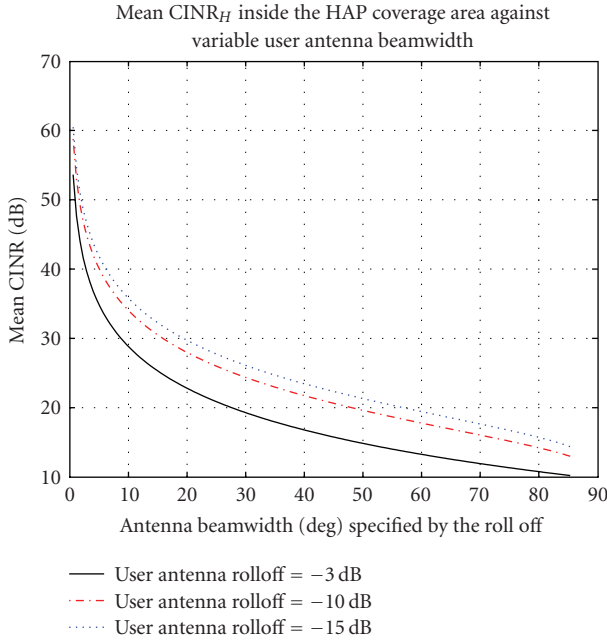 Mean CINR_H inside the HAP coverage area against
variable user antenna beamwidth
70
60
50
40
30
20
10
Mean CINR (dB)
0 10 20 30 40 50 60 70 80 90
Antenna beamwidth (deg) specified by the roll off
User antenna rolloff = −3 dB
User antenna rolloff = −10 dB
User antenna rolloff = −15 dB